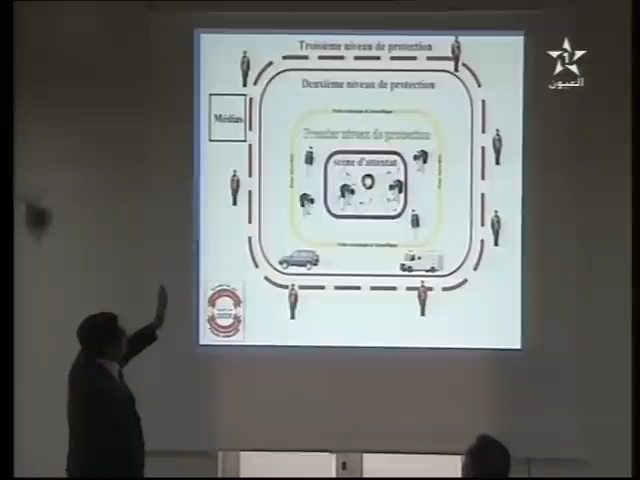 Troisième niveau de protection
Deuxième niveau de protection
Médias
Premier niveau de protection
scène d'attentat
العيون